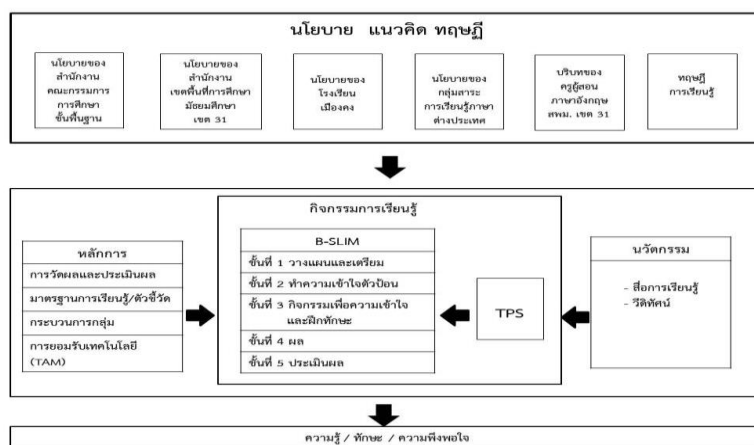 นโยบาย แนวคิด ทฤษฎี
นโยบายของ
สำนักงาน
คณะกรรมการ
การศึกษา
ขั้นพื้นฐาน
นโยบายของ
สำนักงาน
เขตพื้นที่การศึกษา
มัธยมศึกษา
เขต 31
นโยบายของ
โรงเรียน
เมืองคง
นโยบายของ
กลุ่มสาระ
การเรียนรู้ภาษา
ต่างประเทศ
บริบทของ
ครูผู้สอน
ภาษาอังกฤษ
สพม. เขต 31
ทฤษฎี
การเรียนรู้
หลักการ
การวัดผลและประเมินผล
มาตรฐานการเรียนรู้/ตัวชี้วัด
กระบวนการกลุ่ม
การยอมรับเทคโนโลยี
(TAM)
กิจกรรมการเรียนรู้
B-SLIM
ขั้นที่ 1 วางแผนและเตรียม
ขั้นที่ 2 ทำความเข้าใจตัวป้อน
ขั้นที่ 3 กิจกรรมเพื่อความเข้าใจ
และฝึกทักษะ
ขั้นที่ 4 ผล
ขั้นที่ 5 ประเมินผล
TPS
นวัตกรรม
- สื่อการเรียนรู้
- วีดิทัศน์
ความรู้ / ทักษะ / ความพึงพอใจ